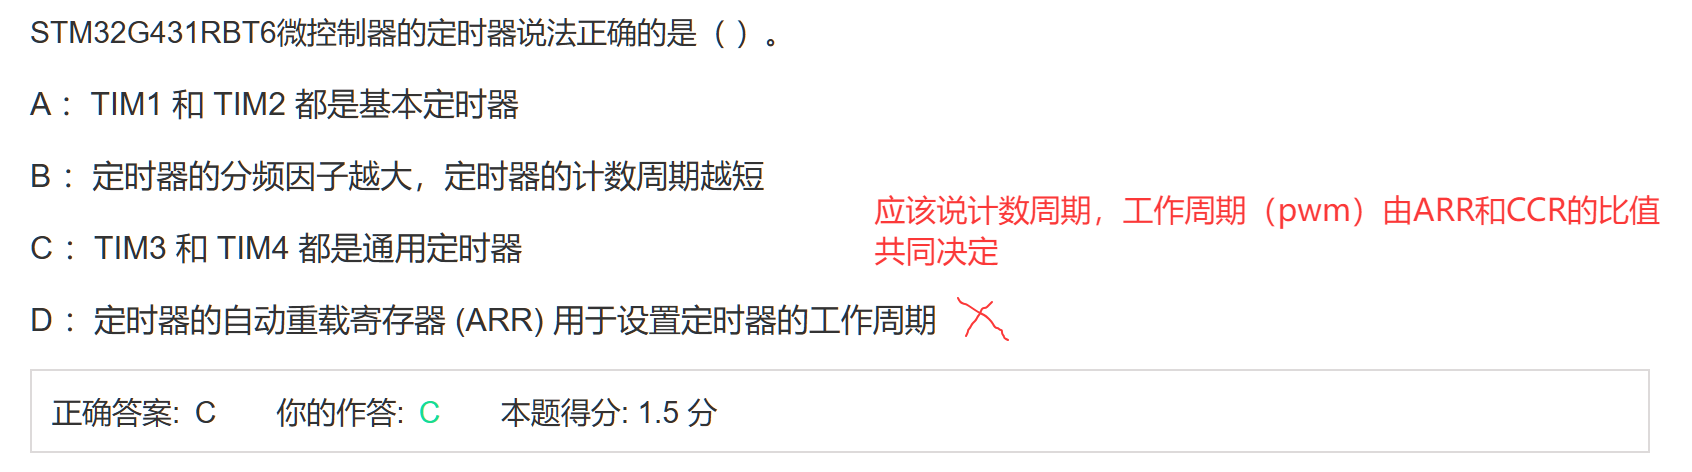 STM32G431RBT6微控制器的定时器说法正确的是（ ）。
A： TIM1 和 TIM2 都是基本定时器
B： 定时器的分频因子越大，定时器的计数周期越短
应该说计数周期，工作周期（pwm）由ARR和CCR的比值
共同决定
C： TIM3 和 TIM4 都是通用定时器
D： 定时器的自动重载寄存器 (ARR) 用于设置定时器的工作周期
正确答案: C 你的作答: C 本题得分: 1.5 分